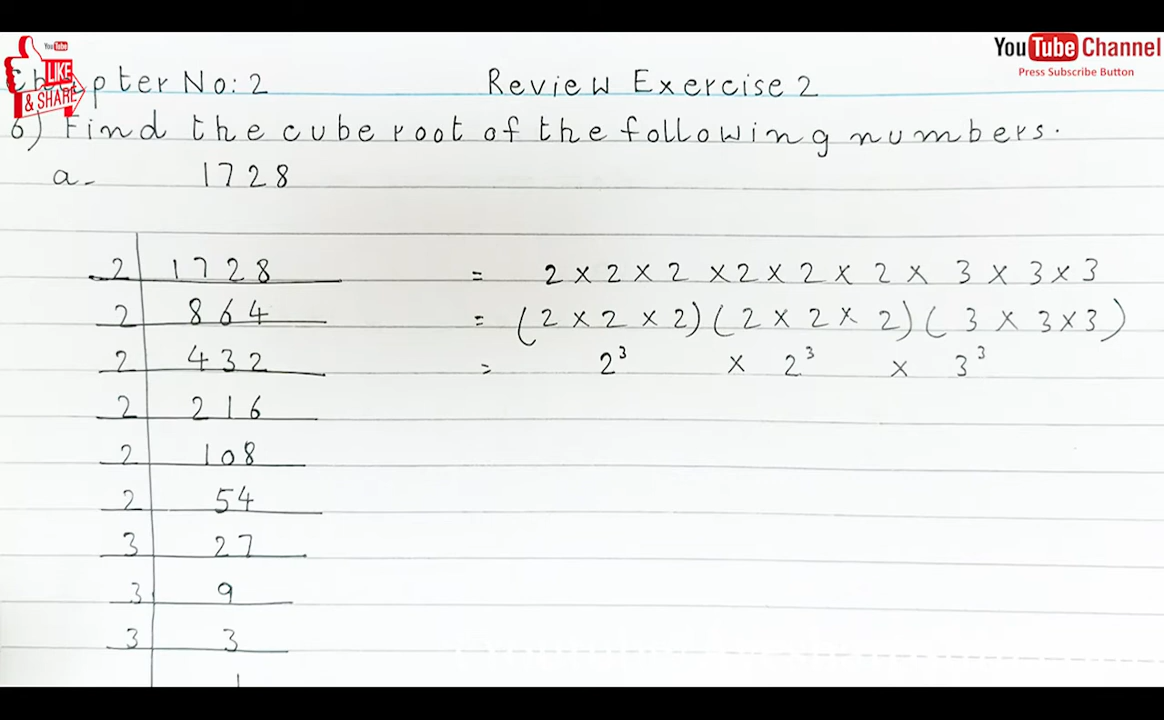 You Tube
LIKE
& SHARE
YouTube Channel
Press Subscribe Button
Chapter No: 2 Review Exercise 2
6) Find the cube root of the following numbers.
a- 1728
2 1728 = 2 × 2 × 2 × 2 × 2 × 2 × 3 × 3 × 3
2 864 = (2 × 2 × 2) (2 × 2 × 2) (3 × 3 × 3)
2 432 = 2³ × 2³ × 3³
2 216
2 108
2 54
3 27
3 9
3 3
1